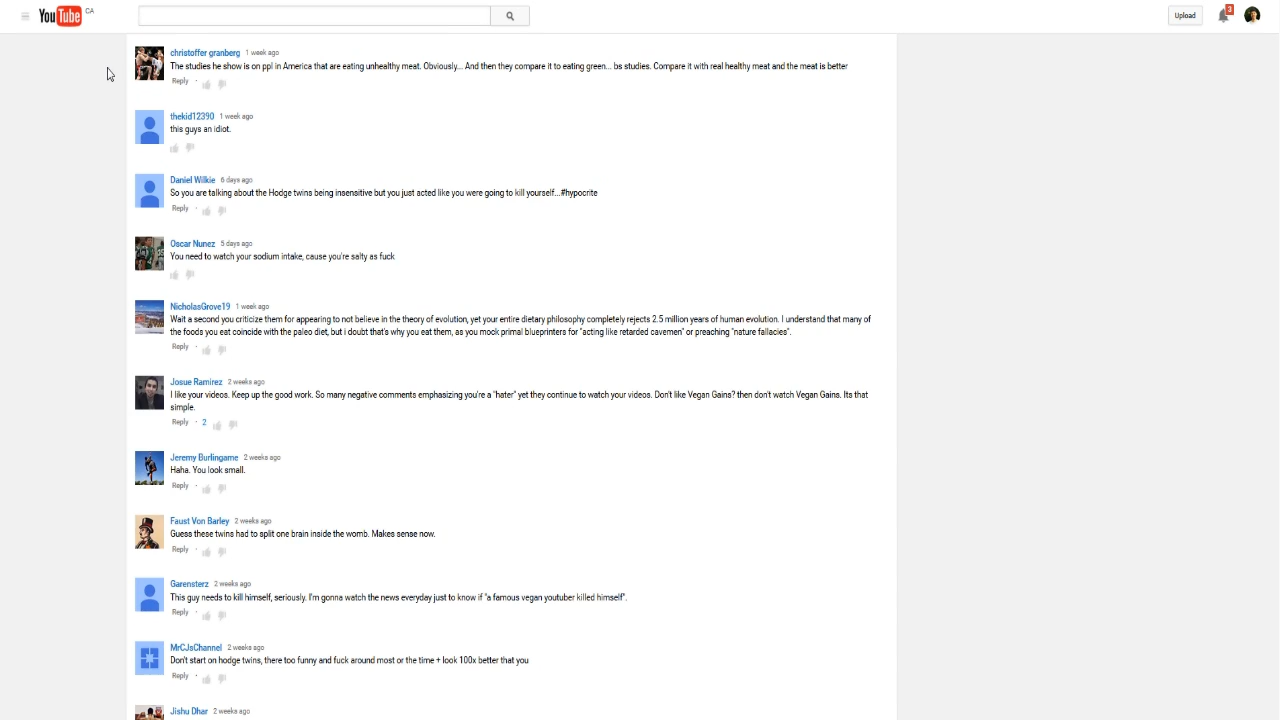 YouTube CA
Upload
3
christoffer granberg 1 week ago
The studies he show is on ppl in America that are eating unhealthy meat. Obviously... And then they compare it to eating green... bs studies. Compare it with real healthy meat and the meat is better
Reply ·
thekid12390 1 week ago
this guys an idiot.
Daniel Wilkie 6 days ago
So you are talking about the Hodge twins being insensitive but you just acted like you were going to kill yourself...#hypocrite
Reply ·
Oscar Nunez 5 days ago
You need to watch your sodium intake, cause you're salty as fuck
NicholasGrove19 1 week ago
Wait a second you criticize them for appearing to not believe in the theory of evolution, yet your entire dietary philosophy completely rejects 2.5 million years of human evolution. I understand that many of
the foods you eat coincide with the paleo diet, but i doubt that's why you eat them, as you mock primal blueprinters for "acting like retarded cavemen" or preaching "nature fallacies".
Reply ·
Josue Ramirez 2 weeks ago
I like your videos. Keep up the good work. So many negative comments emphasizing you're a "hater" yet they continue to watch your videos. Don't like Vegan Gains? then don't watch Vegan Gains. Its that
simple.
Reply · 2
Jeremy Burlingame 2 weeks ago
Haha. You look small.
Reply ·
Faust Von Barley 2 weeks ago
Guess these twins had to split one brain inside the womb. Makes sense now.
Reply ·
Garensterz 2 weeks ago
This guy needs to kill himself, seriously. I'm gonna watch the news everyday just to know if "a famous vegan youtuber killed himself".
Reply ·
MrCJsChannel 2 weeks ago
Don't start on hodge twins, there too funny and fuck around most or the time + look 100x better that you
Reply ·
Jishu Dhar 2 weeks ago